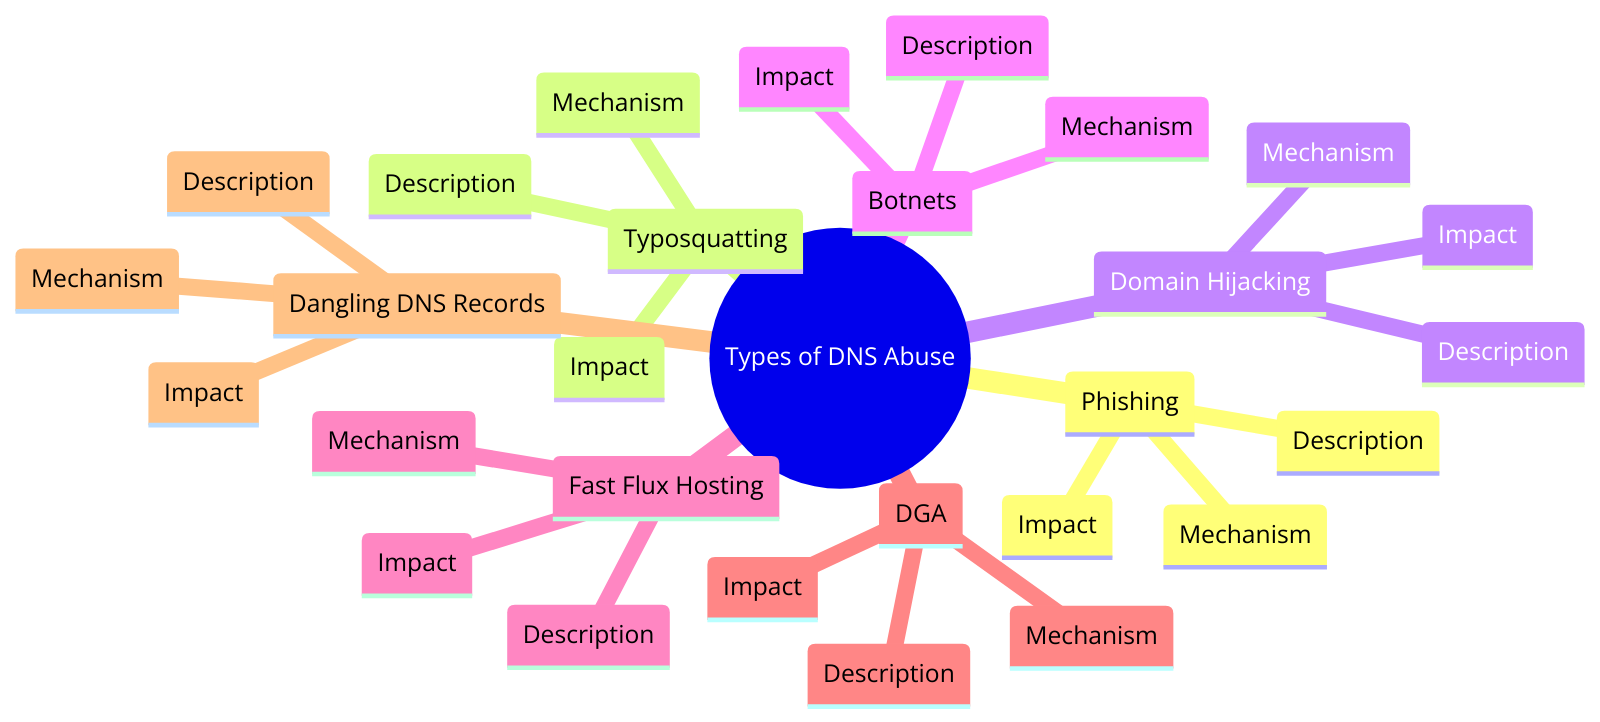 Types of DNS Abuse
Botnets
Impact
Description
Mechanism
Domain Hijacking
Mechanism
Impact
Description
Phishing
Description
Mechanism
Impact
DGA
Mechanism
Description
Impact
Fast Flux Hosting
Mechanism
Impact
Description
Dangling DNS Records
Description
Mechanism
Impact
Typosquatting
Mechanism
Description
Impact